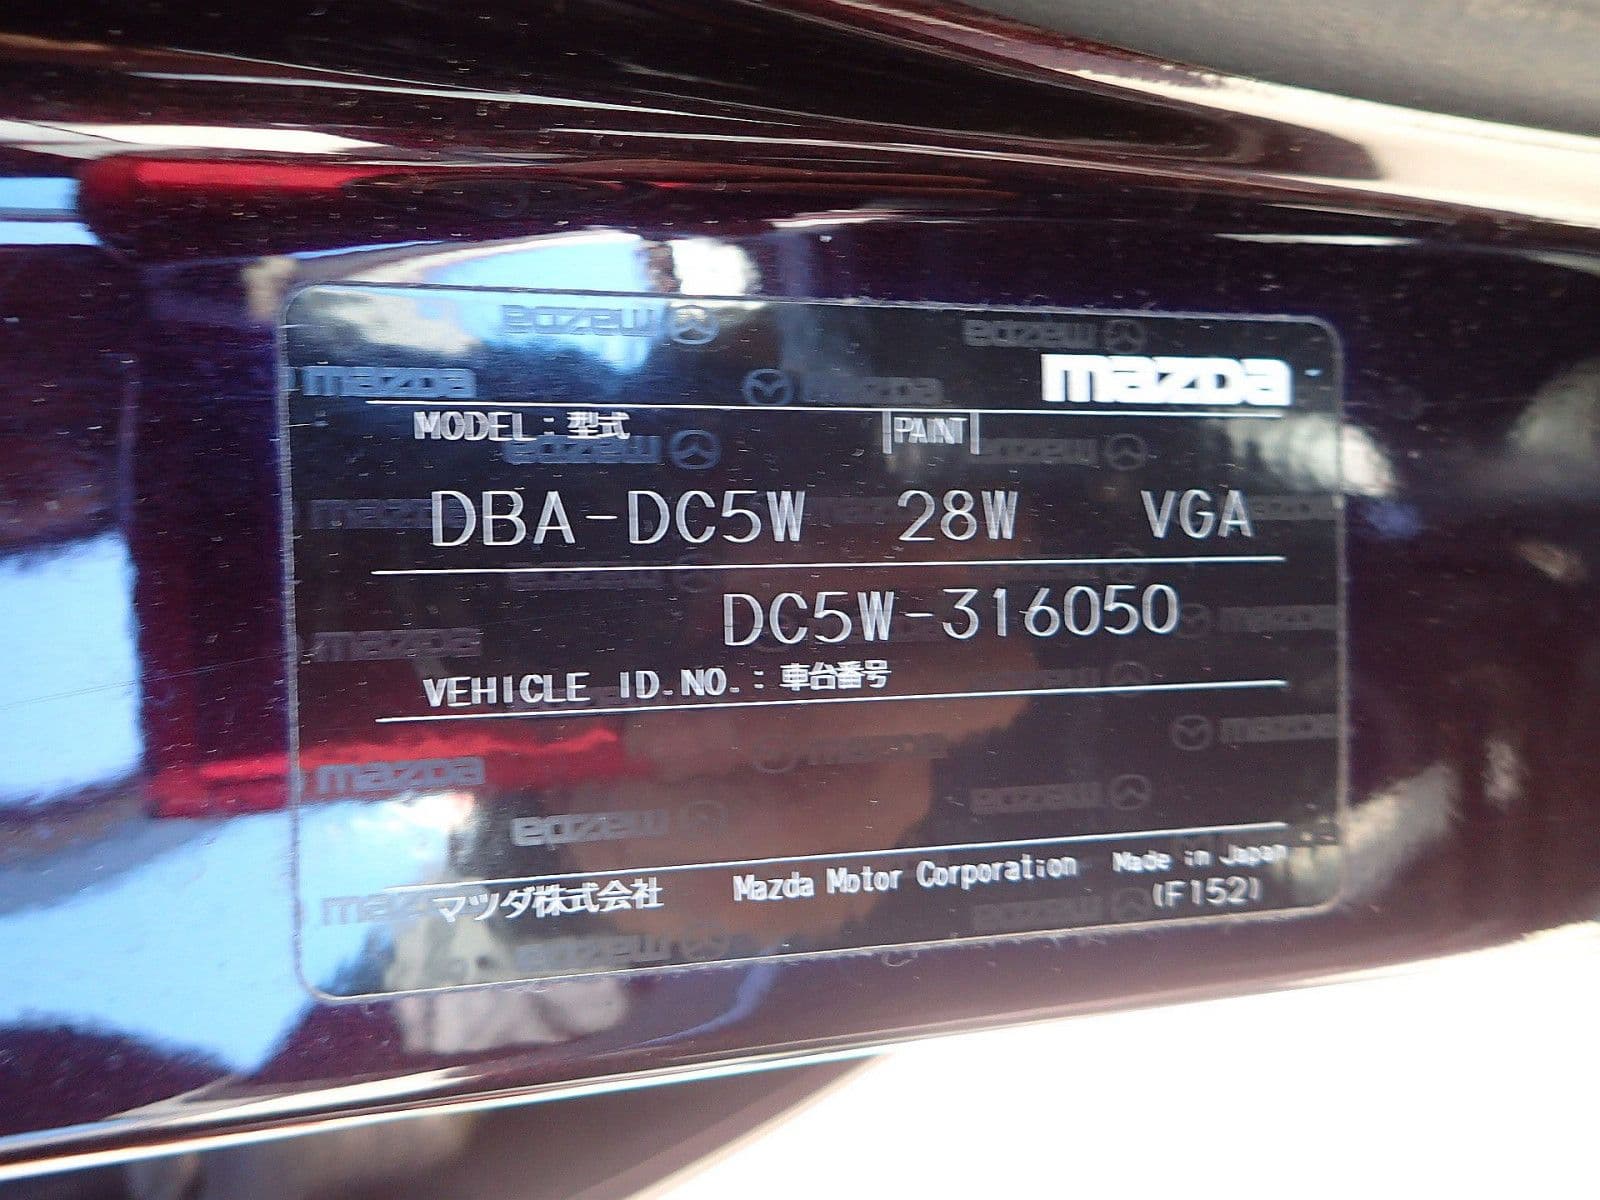 mazda
MODEL:型式 PAINT
DBA-DC5W 28W VGA
DC5W-316050
VEHICLE ID.NO.:車台番号
マツダ株式会社 Mazda Motor Corporation Made in Japan
(F152)